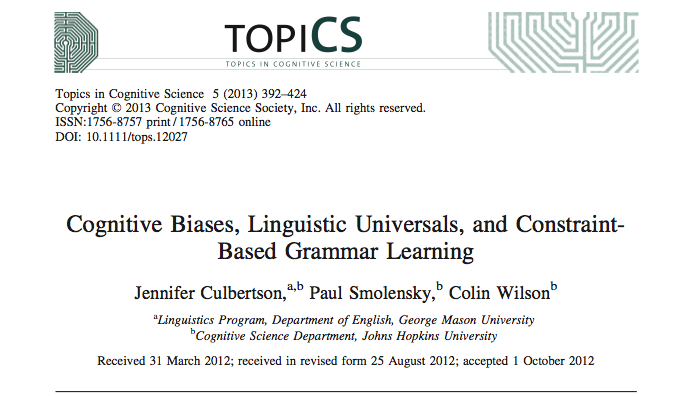 TOPiCS
TOPICS IN COGNITIVE SCIENCE
Topics in Cognitive Science 5 (2013) 392–424
Copyright © 2013 Cognitive Science Society, Inc. All rights reserved.
ISSN:1756-8757 print / 1756-8765 online
DOI: 10.1111/tops.12027
Cognitive Biases, Linguistic Universals, and Constraint-
Based Grammar Learning
Jennifer Culbertson,a,b Paul Smolensky,b Colin Wilsonb
aLinguistics Program, Department of English, George Mason University
bCognitive Science Department, Johns Hopkins University
Received 31 March 2012; received in revised form 25 August 2012; accepted 1 October 2012